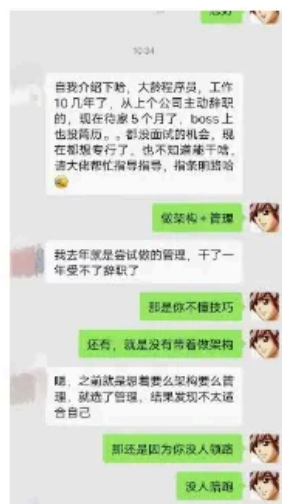 您好
10:34
自我介绍下哈，大龄程序员，工作
10几年了，从上个公司主动辞职
的，现在待家5个月了，boss上
也投简历。。都没面试的机会，现
在都想专行了，也不知道能干啥，
请大佬帮忙指导指导，指条明路哈
做架构+管理
我去年就是尝试做的管理，干了一
年受不了辞职了
那是你不懂技巧
还有，就是没有带着做架构
嗯，之前就是想着要么架构要么管
理，就选了管理，结果发现不太适
合自己
那还是因为你没人领路
没人陪跑